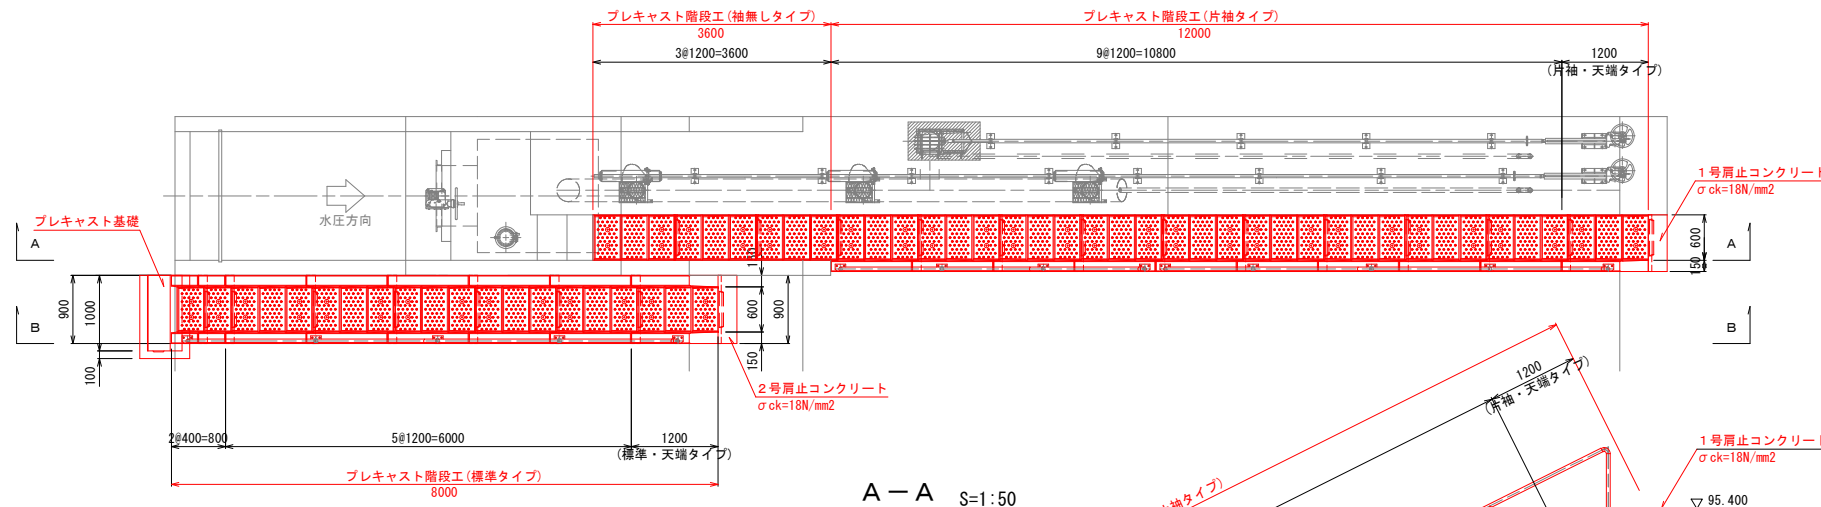 プレキャスト階段工(袖無しタイプ)
3600
プレキャスト階段工(片袖タイプ)
12000
3@1200=3600
9@1200=10800
1200
(片袖・天端タイプ)
1号肩止コンクリート
σck=18N/mm2
水圧方向
プレキャスト基礎
A
A
600
150
150
B
B
900
1000
100
600
900
150
2号肩止コンクリート
σck=18N/mm2
2@400=800
5@1200=6000
1200
(標準・天端タイプ)
プレキャスト階段工(標準タイプ)
8000
A－A S=1:50
1200
(片袖・天端タイプ)
袖タイプ)
1号肩止コンクリート
σck=18N/mm2
▽ 95.400